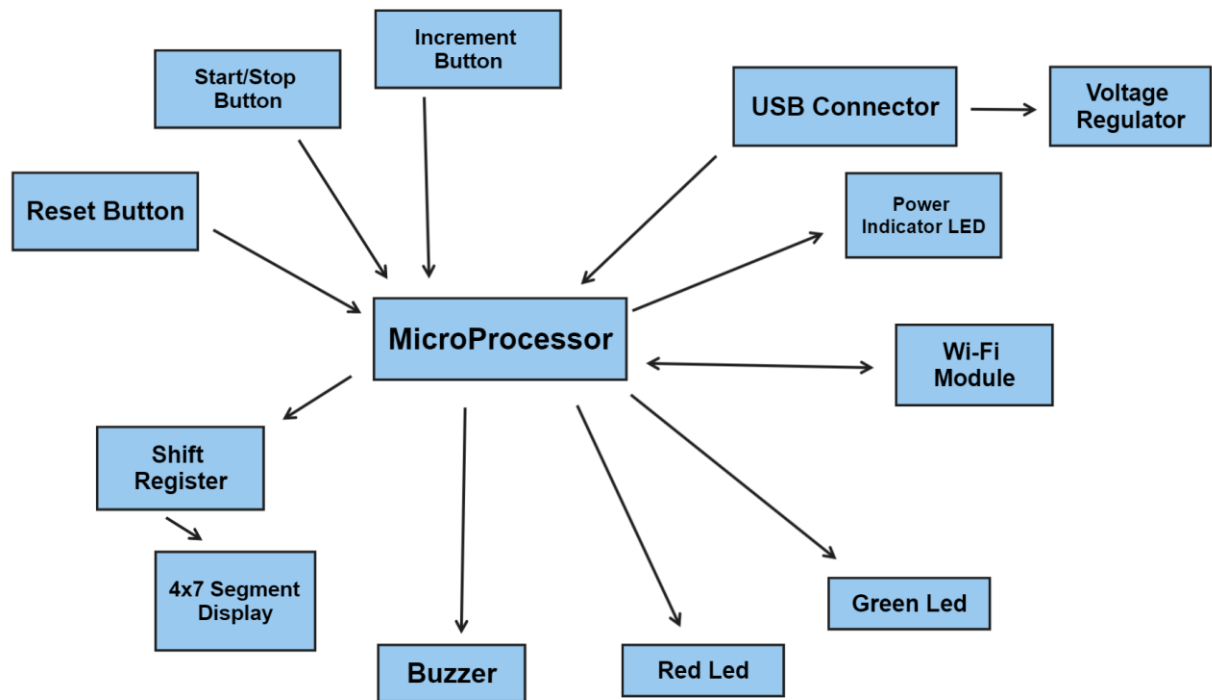 Increment
Button
Start/Stop
Button
USB Connector
Voltage
Regulator
Reset Button
Power
Indicator LED
MicroProcessor
Wi-Fi
Module
Shift
Register
4x7 Segment
Display
Green Led
Buzzer
Red Led